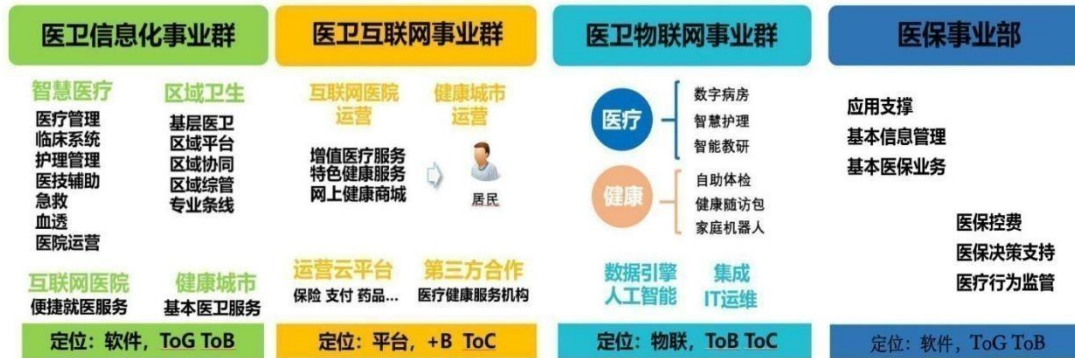 医卫信息化事业群
智慧医疗
医疗管理
临床系统
护理管理
医技辅助
急救
血透
医院运营
区域卫生
基层医卫
区域平台
区域协同
区域综管
专业条线
互联网医院
便捷就医服务
健康城市
基本医卫服务
定位：软件，ToG ToB
医卫互联网事业群
互联网医院
运营
健康城市
运营
增值医疗服务
特色健康服务
网上健康商城
居民
运营云平台
保险 支付 药品...
第三方合作
医疗健康服务机构
定位：平台，+B ToC
医卫物联网事业群
医疗
数字病房
智慧护理
智能教研
健康
自助体检
健康随访包
家庭机器人
数据引擎
人工智能
集成
IT运维
定位：物联，ToB ToC
医保事业部
应用支撑
基本信息管理
基本医保业务
医保控费
医保决策支持
医疗行为监管
定位：软件，ToG ToB